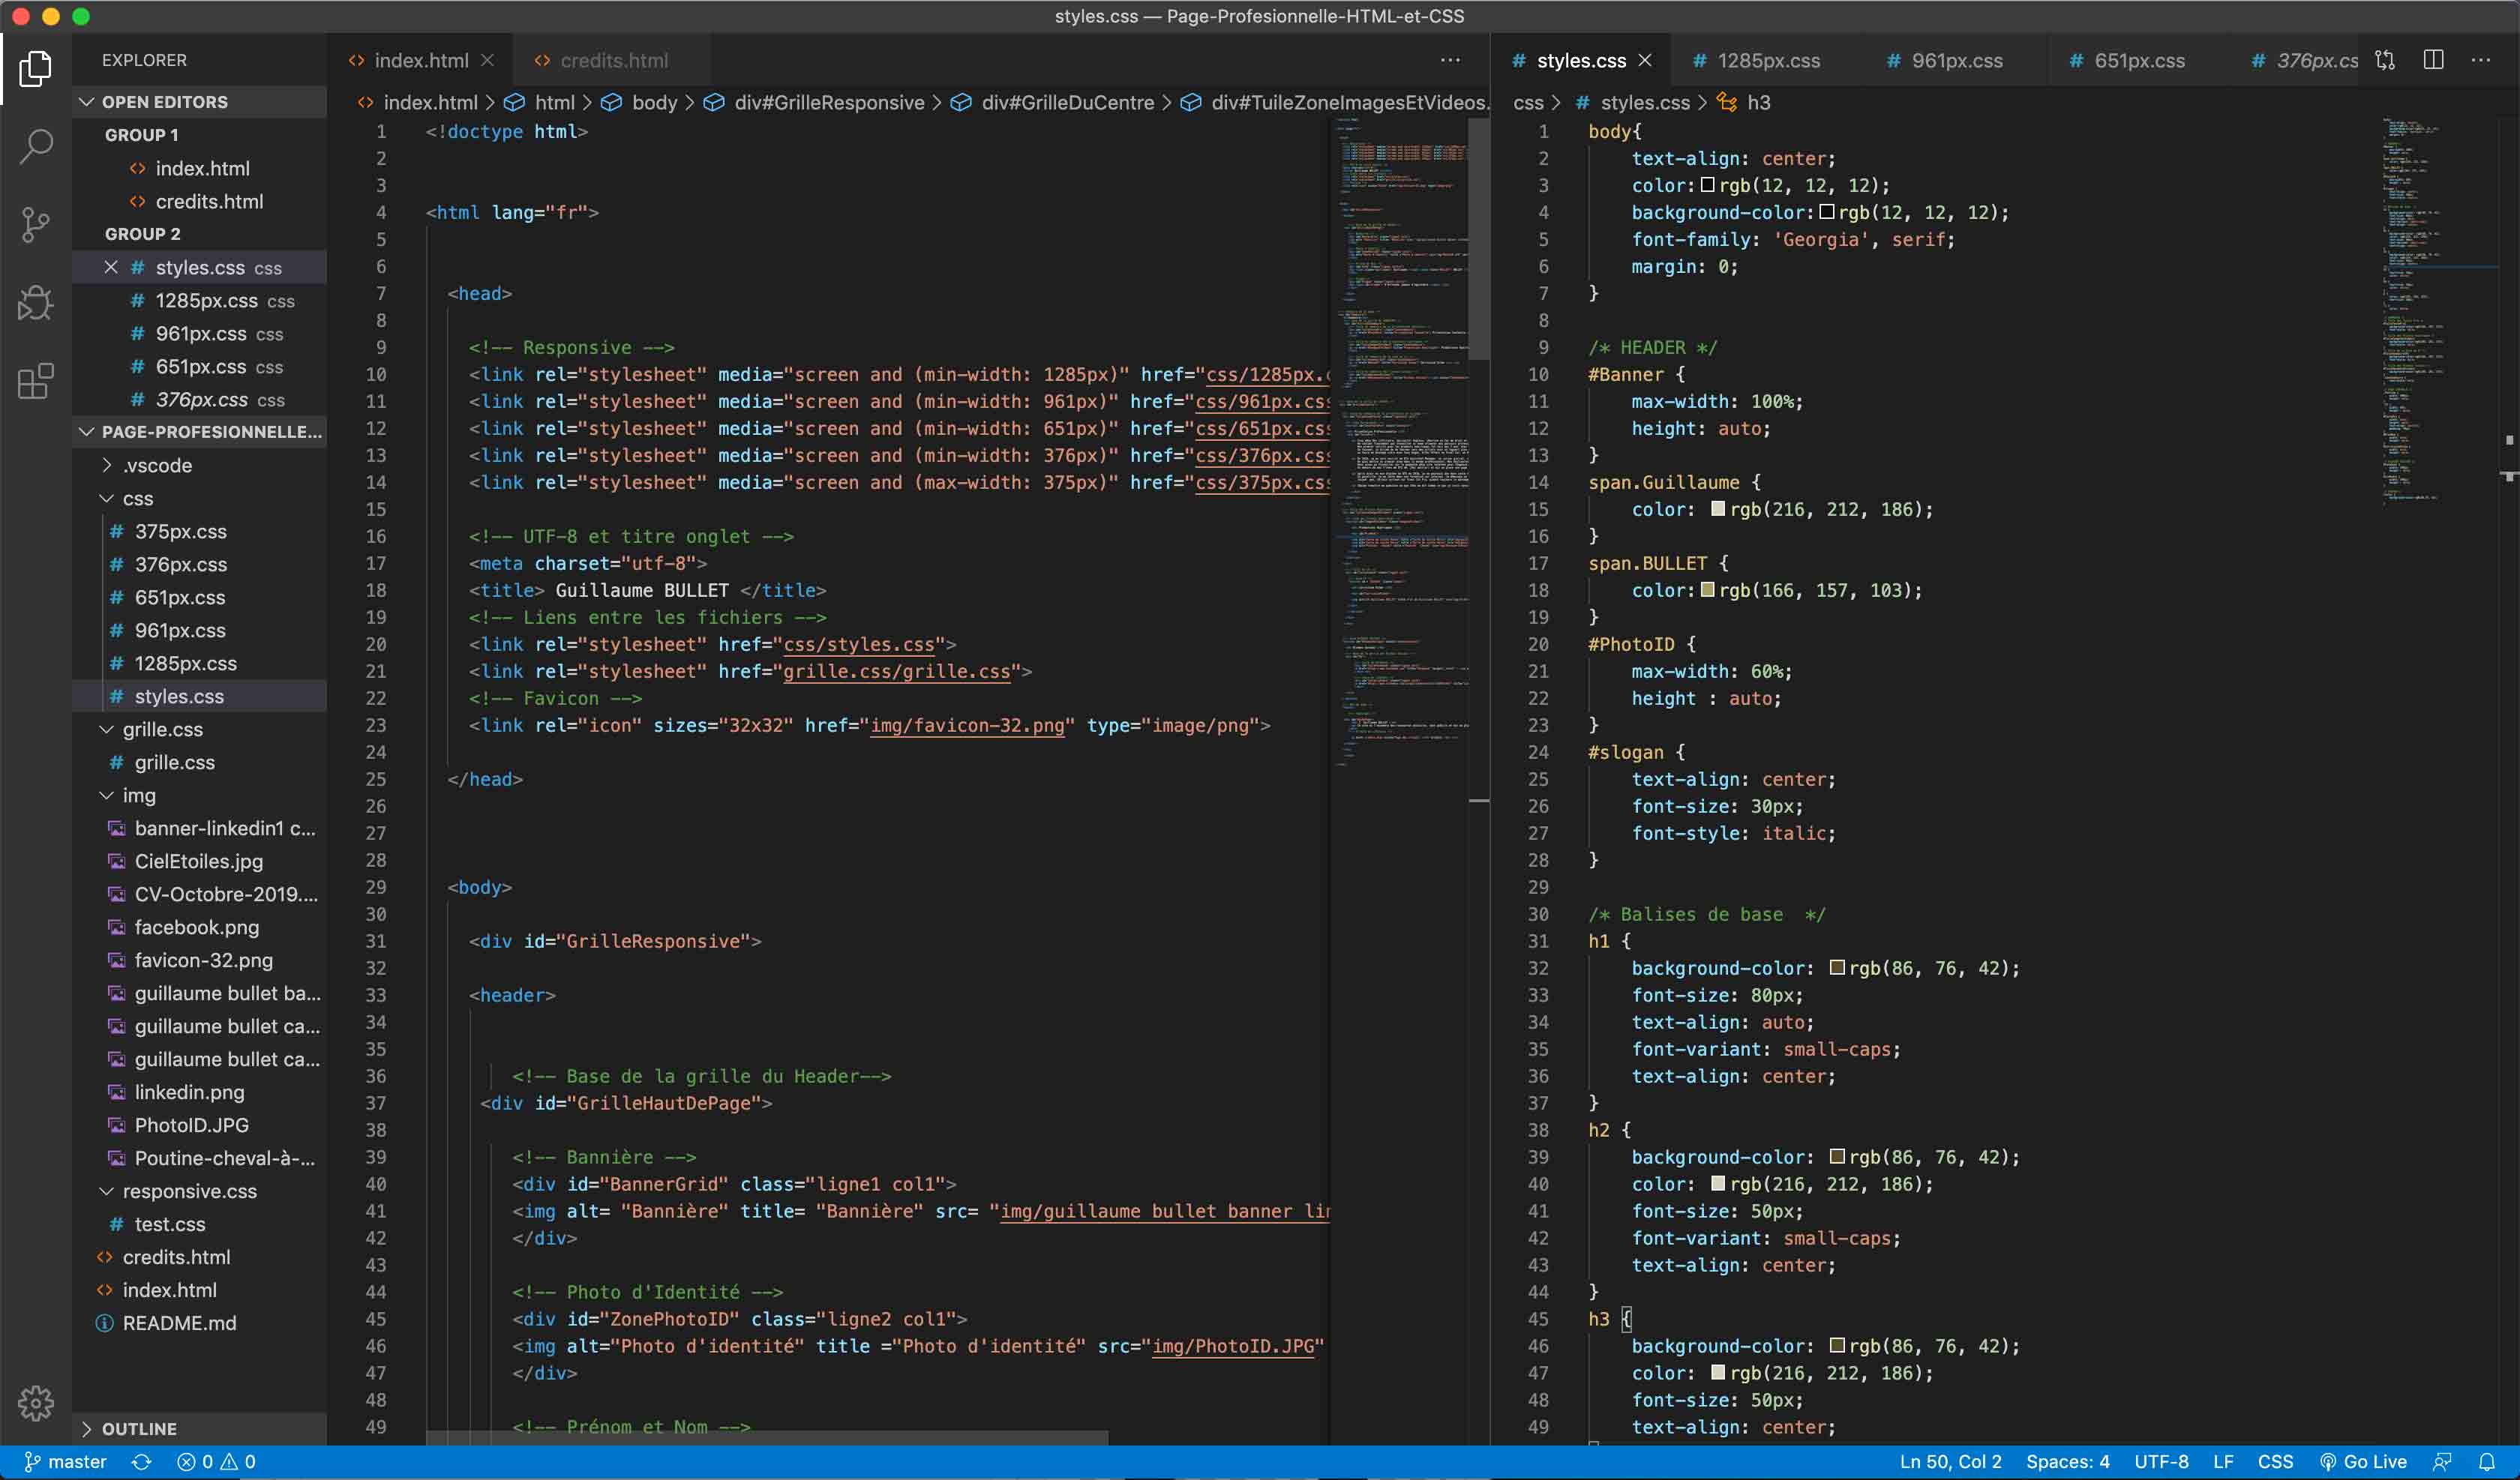 styles.css — Page-Profesionnelle-HTML-et-CSS
EXPLORER
OPEN EDITORS
GROUP 1
index.html
credits.html
GROUP 2
styles.css css
1285px.css css
961px.css css
651px.css css
376px.css css
PAGE-PROFESIONNELLE...
.vscode
css
375px.css
376px.css
651px.css
961px.css
1285px.css
styles.css
grille.css
grille.css
img
banner-linkedin1 c...
CielEtoiles.jpg
CV-Octobre-2019....
facebook.png
favicon-32.png
guillaume bullet ba...
guillaume bullet ca...
guillaume bullet ca...
linkedin.png
PhotoID.JPG
Poutine-cheval-à-...
responsive.css
test.css
credits.html
index.html
README.md
OUTLINE
index.html credits.html
index.html > html > body > div#GrilleResponsive > div#GrilleDuCentre > div#TuileZoneImagesEtVideos.
1 <!doctype html>
2
3
4 <html lang="fr">
5
6
7 <head>
8
9 <!-- Responsive -->
10 <link rel="stylesheet" media="screen and (min-width: 1285px)" href="css/1285px.c
11 <link rel="stylesheet" media="screen and (min-width: 961px)" href="css/961px.css
12 <link rel="stylesheet" media="screen and (min-width: 651px)" href="css/651px.css
13 <link rel="stylesheet" media="screen and (min-width: 376px)" href="css/376px.css
14 <link rel="stylesheet" media="screen and (max-width: 375px)" href="css/375px.css
15
16 <!-- UTF-8 et titre onglet -->
17 <meta charset="utf-8">
18 <title> Guillaume BULLET </title>
19 <!-- Liens entre les fichiers -->
20 <link rel="stylesheet" href="css/styles.css">
21 <link rel="stylesheet" href="grille.css/grille.css">
22 <!-- Favicon -->
23 <link rel="icon" sizes="32x32" href="img/favicon-32.png" type="image/png">
24
25 </head>
26
27
28
29 <body>
30
31 <div id="GrilleResponsive">
32
33 <header>
34
35
36 <!-- Base de la grille du Header-->
37 <div id="GrilleHautDePage">
38
39 <!-- Bannière -->
40 <div id="BannerGrid" class="ligne1 col1">
41 <img alt= "Bannière" title= "Bannière" src= "img/guillaume bullet banner lin
42 </div>
43
44 <!-- Photo d'Identité -->
45 <div id="ZonePhotoID" class="ligne2 col1">
46 <img alt="Photo d'identité" title ="Photo d'identité" src="img/PhotoID.JPG"
47 </div>
48
49 <!-- Prénom et Nom -->
styles.css 1285px.css 961px.css 651px.css 376px.cs
css > styles.css > h3
1 body{
2 text-align: center;
3 color: rgb(12, 12, 12);
4 background-color: rgb(12, 12, 12);
5 font-family: 'Georgia', serif;
6 margin: 0;
7 }
8
9 /* HEADER */
10 #Banner {
11 max-width: 100%;
12 height: auto;
13 }
14 span.Guillaume {
15 color: rgb(216, 212, 186);
16 }
17 span.BULLET {
18 color: rgb(166, 157, 103);
19 }
20 #PhotoID {
21 max-width: 60%;
22 height : auto;
23 }
24 #slogan {
25 text-align: center;
26 font-size: 30px;
27 font-style: italic;
28 }
29
30 /* Balises de base  */
31 h1 {
32 background-color: rgb(86, 76, 42);
33 font-size: 80px;
34 text-align: auto;
35 font-variant: small-caps;
36 text-align: center;
37 }
38 h2 {
39 background-color: rgb(86, 76, 42);
40 color: rgb(216, 212, 186);
41 font-size: 50px;
42 font-variant: small-caps;
43 text-align: center;
44 }
45 h3 {
46 background-color: rgb(86, 76, 42);
47 color: rgb(216, 212, 186);
48 font-size: 50px;
49 text-align: center;
master 0 0 Ln 50, Col 2 Spaces: 4 UTF-8 LF CSS Go Live